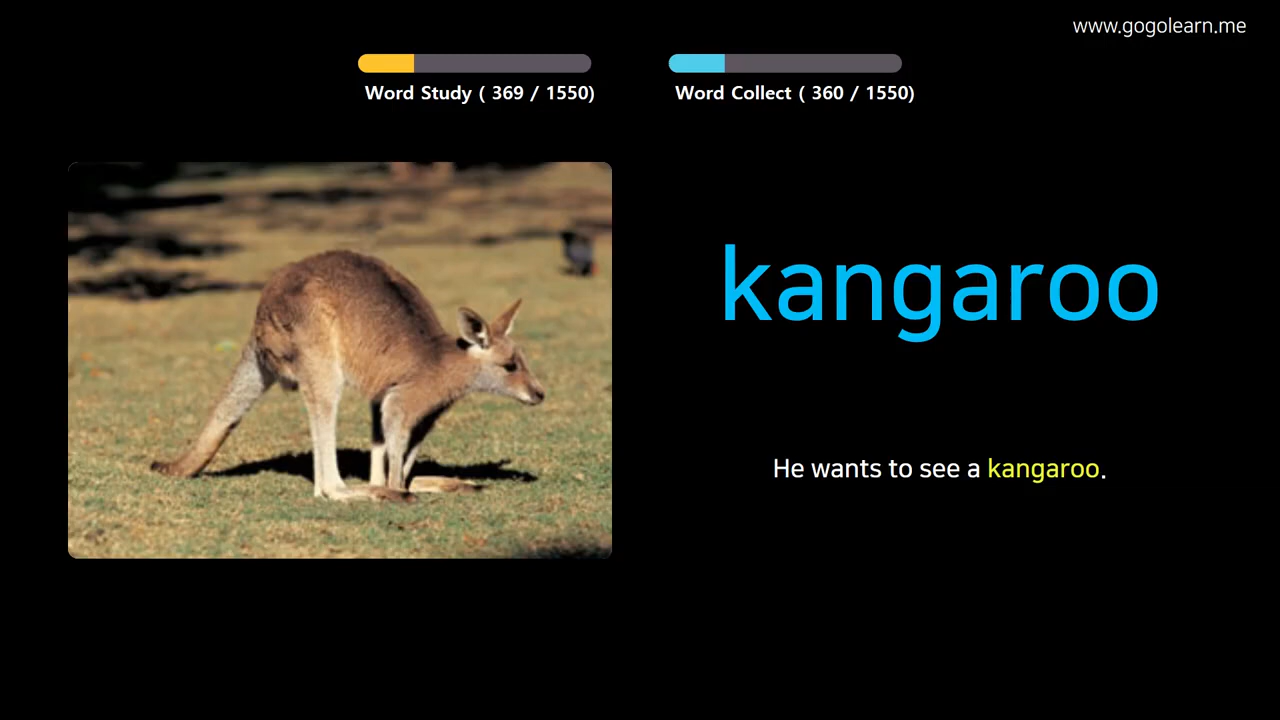 www.gogolearn.me
Word Study ( 369 / 1550)
Word Collect ( 360 / 1550)
kangaroo
He wants to see a kangaroo.